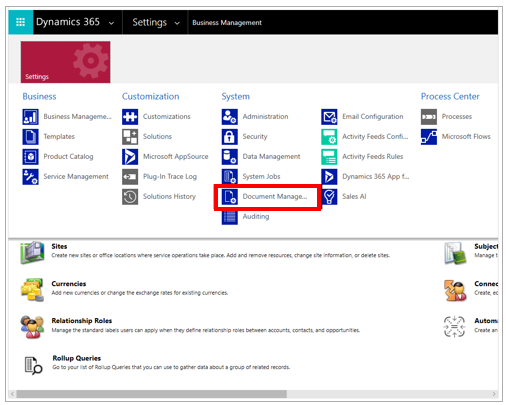 Dynamics 365 Settings Business Management
Settings
Business Customization System Process Center
Business Manageme... Customizations Administration Email Configuration Processes
Templates Solutions Security Activity Feeds Confi... Microsoft Flows
Product Catalog Microsoft AppSource Data Management Activity Feeds Rules
Service Management Plug-In Trace Log System Jobs Dynamics 365 App f...
Solutions History Document Manage... Sales AI
Auditing
Sites Subject
Create new sites or office locations where service operations take place. Add and remove resources, change site information, or delete sites. Manage t
Currencies Connec
Add new currencies or change the exchange rates for existing currencies. Create, ec
Relationship Roles Autom
Manage the standard labels users can apply when they define relationship roles between accounts, contacts, and opportunities. Create an
Rollup Queries
Go to your list of Rollup Queries that you can use to gather data about a group of related records.